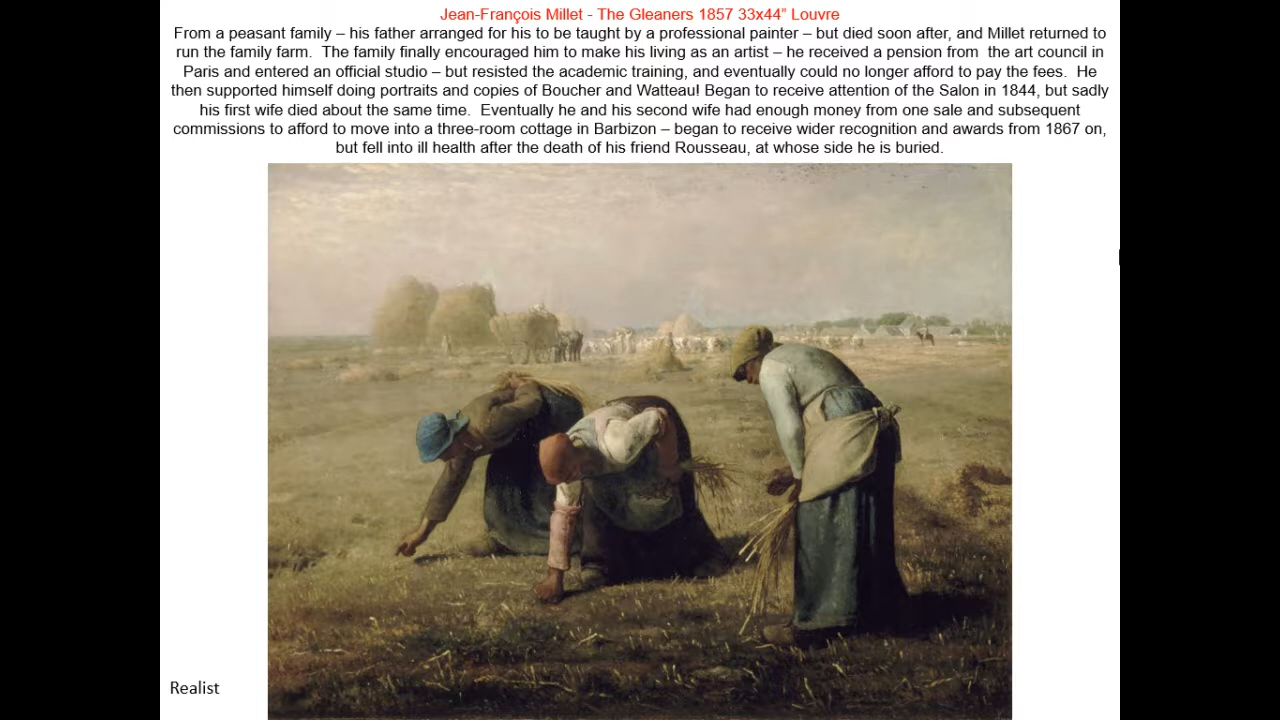 Jean-François Millet - The Gleaners 1857 33x44” Louvre
From a peasant family – his father arranged for his to be taught by a professional painter – but died soon after, and Millet returned to
run the family farm.  The family finally encouraged him to make his living as an artist – he received a pension from  the art council in
Paris and entered an official studio – but resisted the academic training, and eventually could no longer afford to pay the fees.  He
then supported himself doing portraits and copies of Boucher and Watteau! Began to receive attention of the Salon in 1844, but sadly
his first wife died about the same time.  Eventually he and his second wife had enough money from one sale and subsequent
commissions to afford to move into a three-room cottage in Barbizon – began to receive wider recognition and awards from 1867 on,
but fell into ill health after the death of his friend Rousseau, at whose side he is buried.
Realist